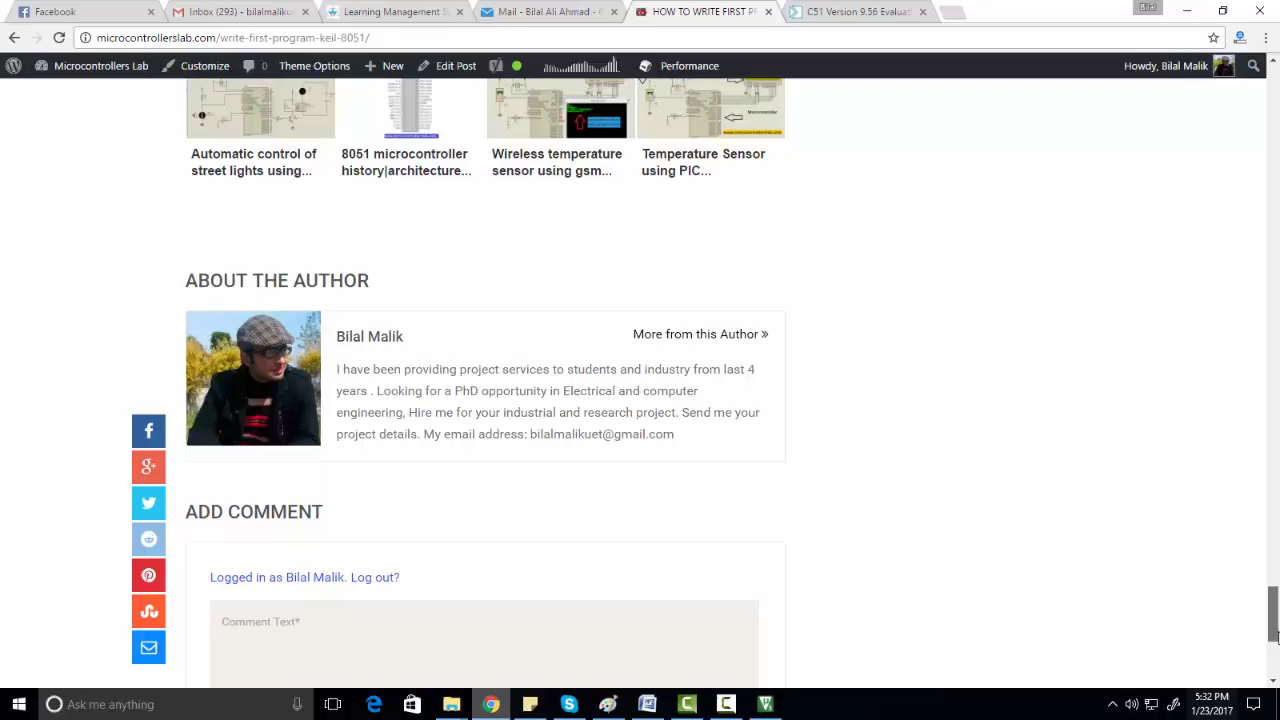 Facebook
Inbox (293) - bilalmalikue
Learning Management S
Mail - Bilal Ali Ahmad - O
HOW TO WRITE FIRST P
C51 Version 9.56 Evaluat
microcontrollerslab.com/write-first-program-keil-8051/
Microcontrollers Lab
Customize
0
Theme Options
New
Edit Post
Performance
Howdy, Bilal Malik
Automatic control of
street lights using...
8051 microcontroller
history|architecture...
Wireless temperature
sensor using gsm...
Temperature Sensor
using PIC...
ABOUT THE AUTHOR
Bilal Malik
More from this Author »
I have been providing project services to students and industry from last 4
years . Looking for a PhD opportunity in Electrical and computer
engineering, Hire me for your industrial and research project. Send me your
project details. My email address: bilalmalikuet@gmail.com
ADD COMMENT
Logged in as Bilal Malik. Log out?
Comment Text*
Ask me anything
5:32 PM
1/23/2017